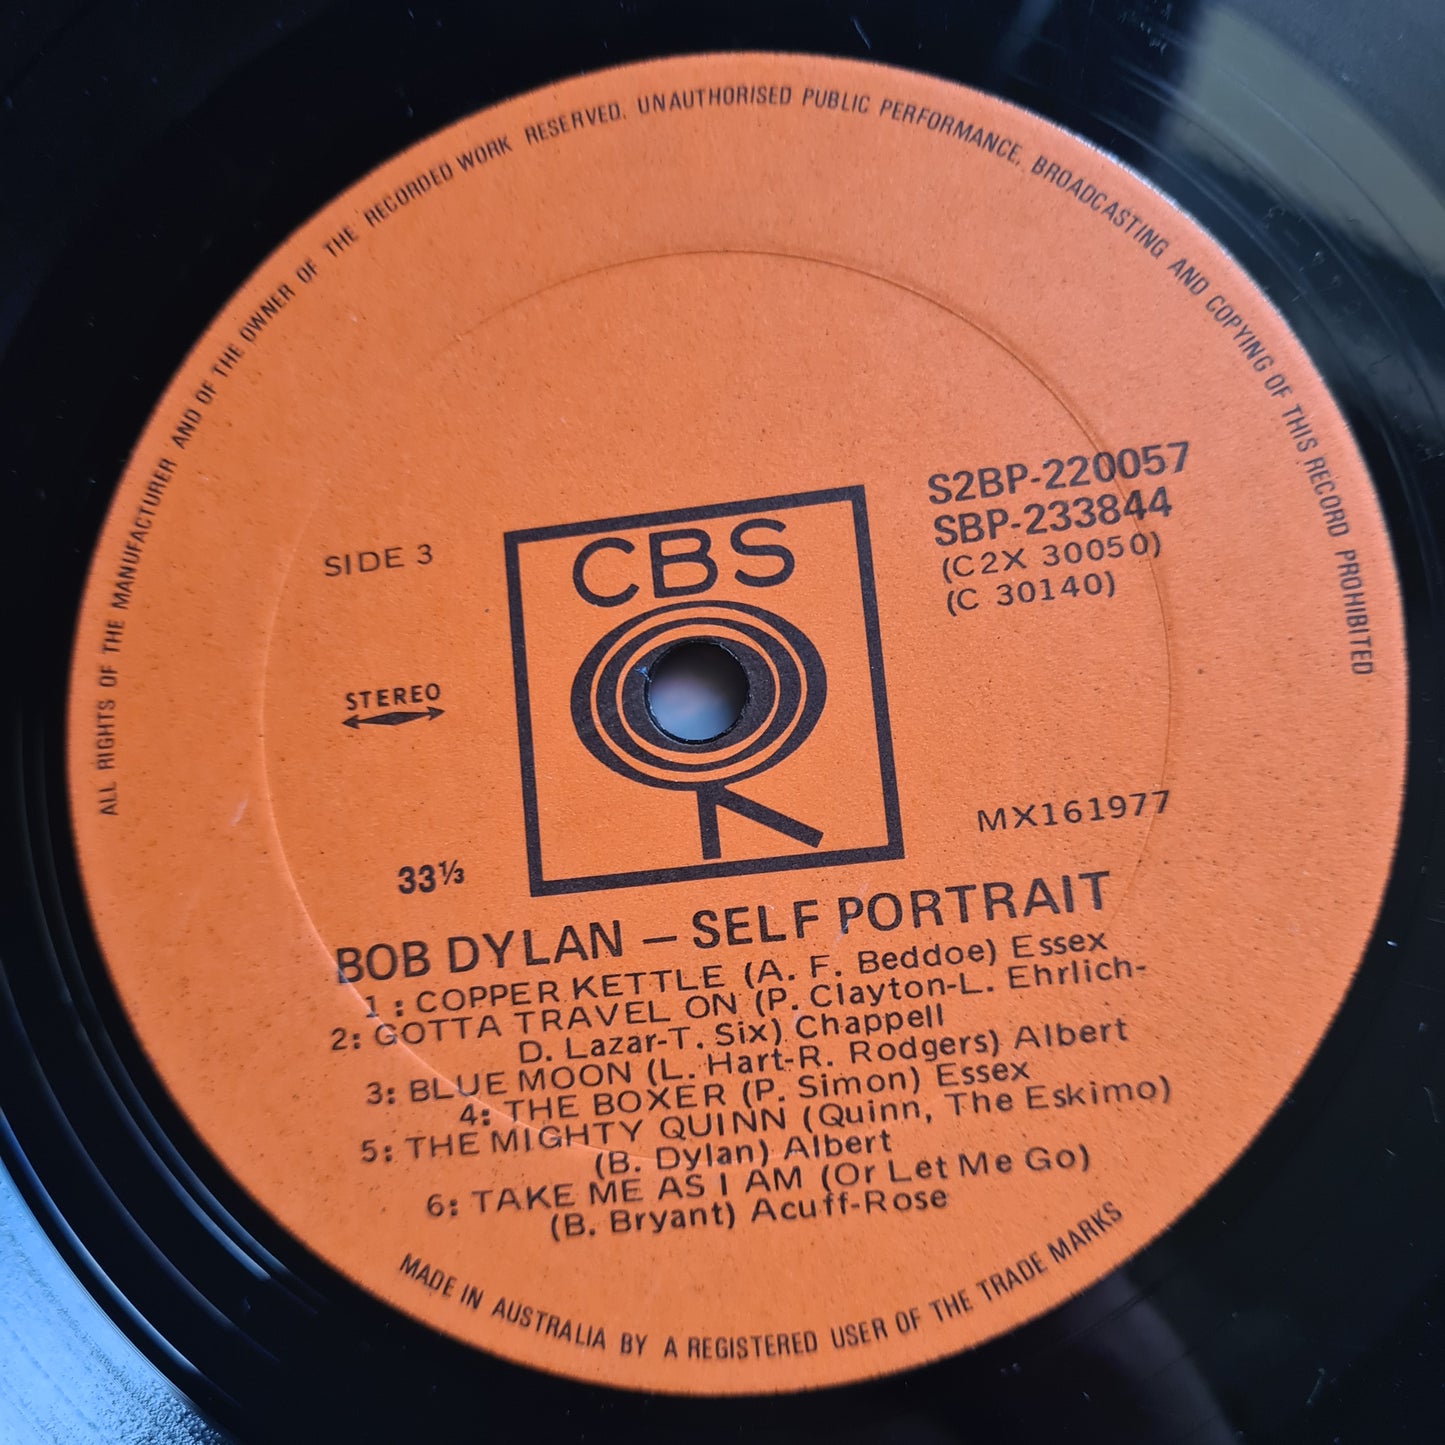 ALL RIGHTS OF THE MANUFACTURER AND OF THE OWNER OF THE RECORDED WORK RESERVED. UNAUTHORISED PUBLIC PERFORMANCE, BROADCASTING AND COPYING OF THIS RECORD PROHIBITED
CBS
S2BP-220057
SBP-233844
(C2X 30050)
(C 30140)
SIDE 3
STEREO
MX161977
33⅓
BOB DYLAN – SELF PORTRAIT
1: COPPER KETTLE (A. F. Beddoe) Essex
2: GOTTA TRAVEL ON (P. Clayton-L. Ehrlich-
D. Lazar-T. Six) Chappell
3: BLUE MOON (L. Hart-R. Rodgers) Albert
4: THE BOXER (P. Simon) Essex
5: THE MIGHTY QUINN (Quinn, The Eskimo)
(B. Dylan) Albert
6: TAKE ME AS I AM (Or Let Me Go)
(B. Bryant) Acuff-Rose
MADE IN AUSTRALIA BY A REGISTERED USER OF THE TRADE MARKS